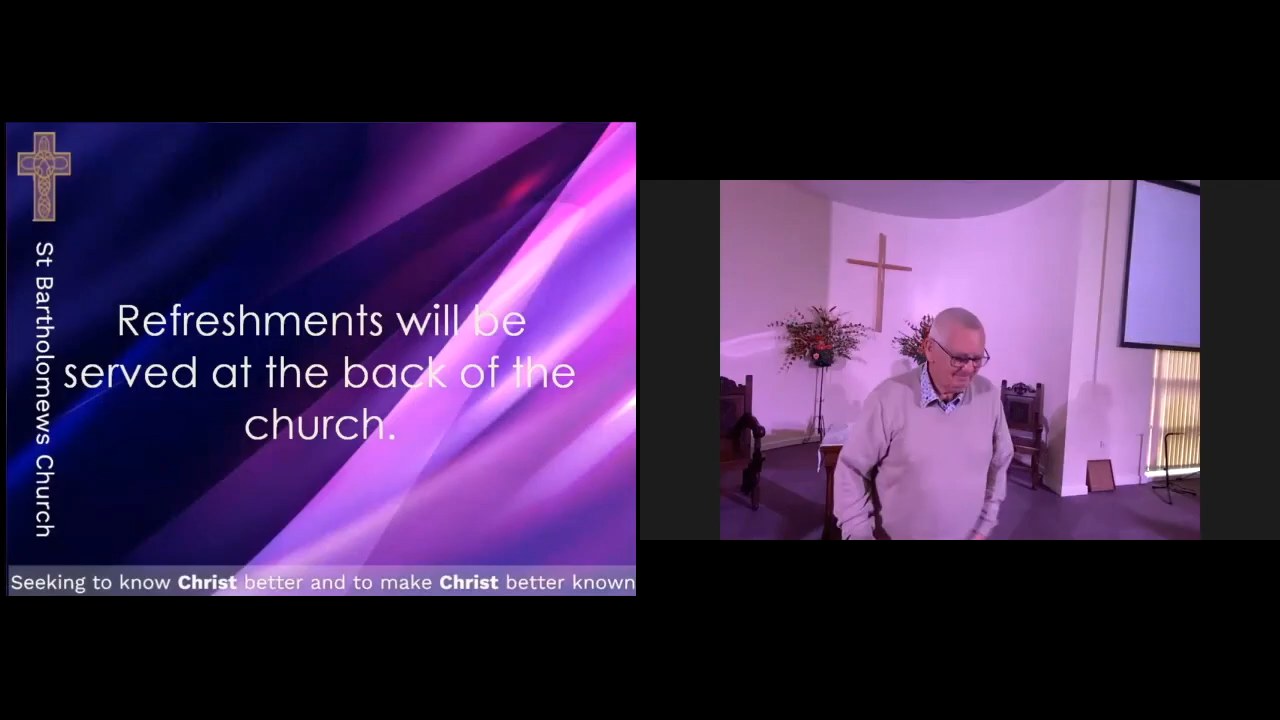 St Bartholomews Church
Refreshments will be
served at the back of the
church.
Seeking to know Christ better and to make Christ better known